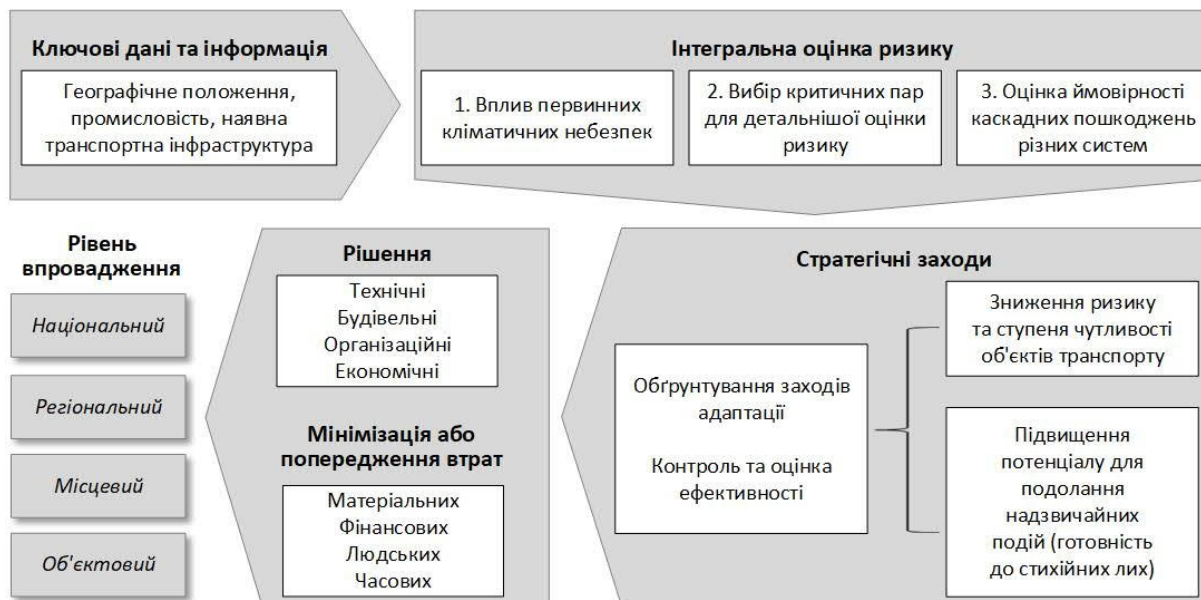 Ключові дані та інформація
Географічне положення,
промисловість, наявна
транспортна інфраструктура
Інтегральна оцінка ризику
1. Вплив первинних
кліматичних небезпек
2. Вибір критичних пар
для детальнішої оцінки
ризику
3. Оцінка ймовірності
каскадних пошкоджень
різних систем
Рівень
впровадження
Національний
Регіональний
Місцевий
Об'єктовий
Рішення
Технічні
Будівельні
Організаційні
Економічні
Мінімізація або
попередження втрат
Матеріальних
Фінансових
Людських
Часових
Стратегічні заходи
Обґрунтування заходів
адаптації
Контроль та оцінка
ефективності
Зниження ризику
та ступеня чутливості
об'єктів транспорту
Підвищення
потенціалу для
подолання
надзвичайних
подій (готовність
до стихійних лих)